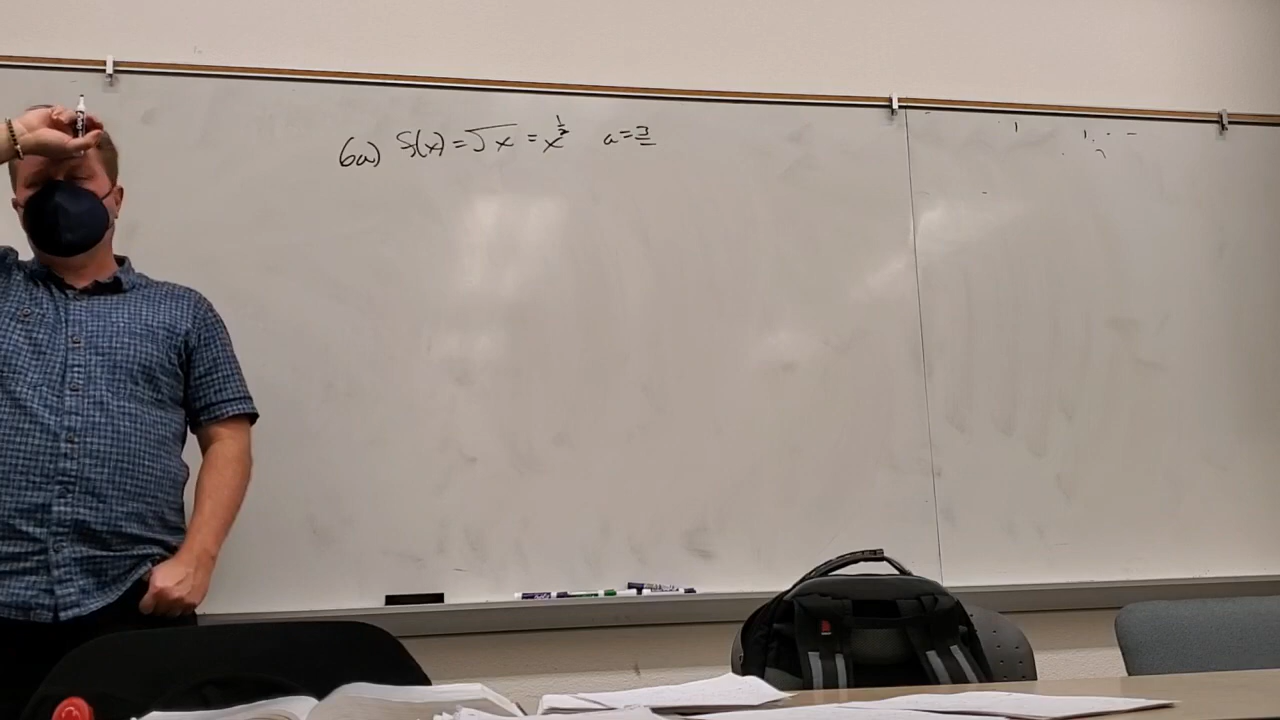 6a) f(x) = √x = x^½ a = 3